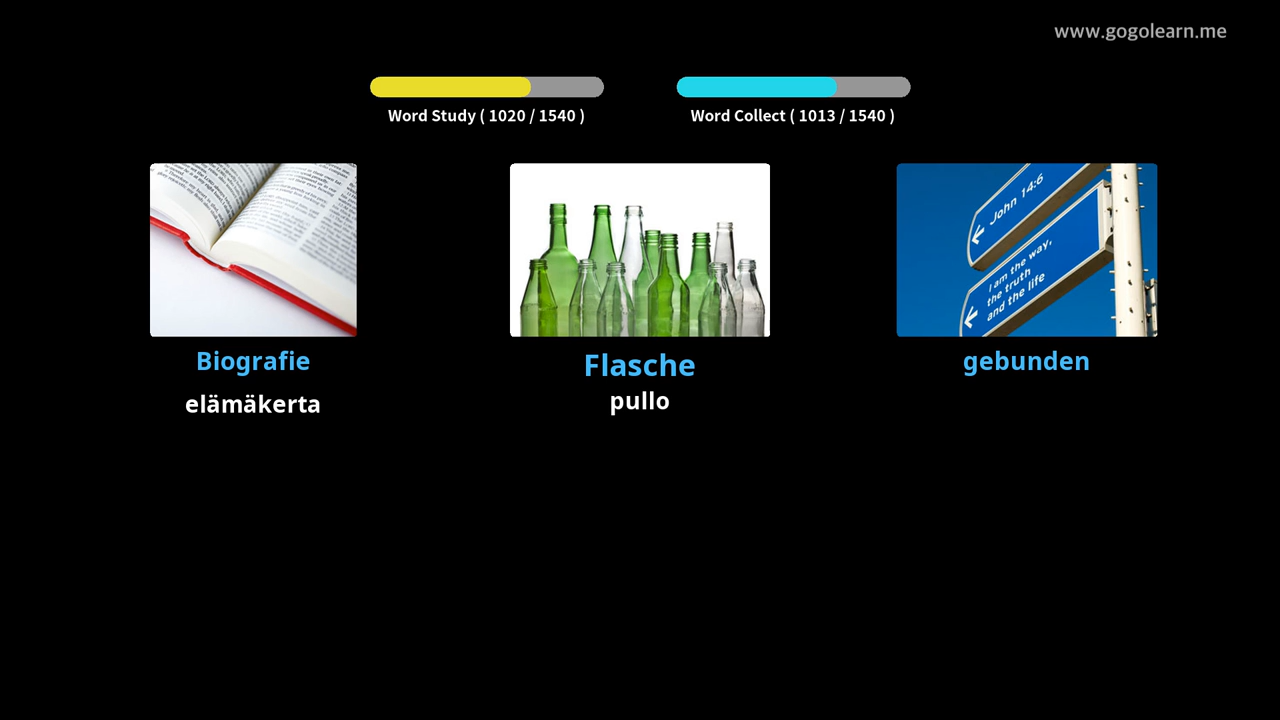 www.gogolearn.me
Word Study ( 1020 / 1540 )
Word Collect ( 1013 / 1540 )
John 14:6
I am the way,
the truth
and the life
Biografie
Flasche
gebunden
elämäkerta
pullo